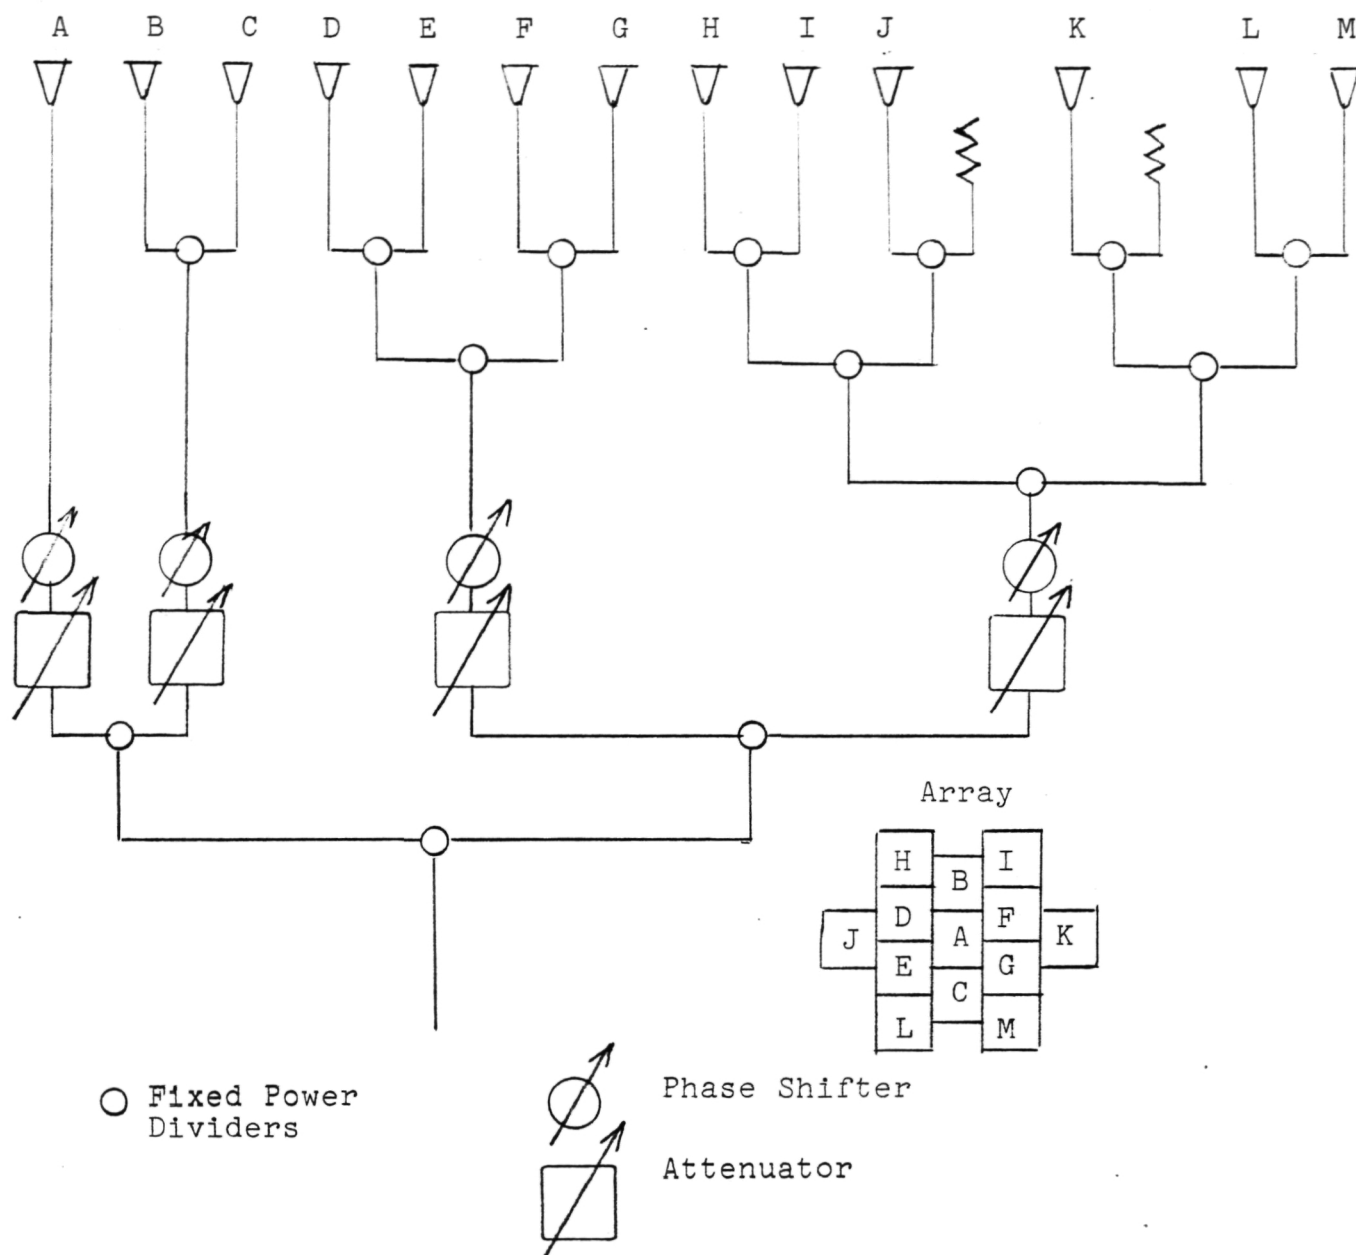 A B C D E F G H I J K L M
Array
H I
B
D F
J A K
E G
C
L M
Fixed Power
Dividers
Phase Shifter
Attenuator